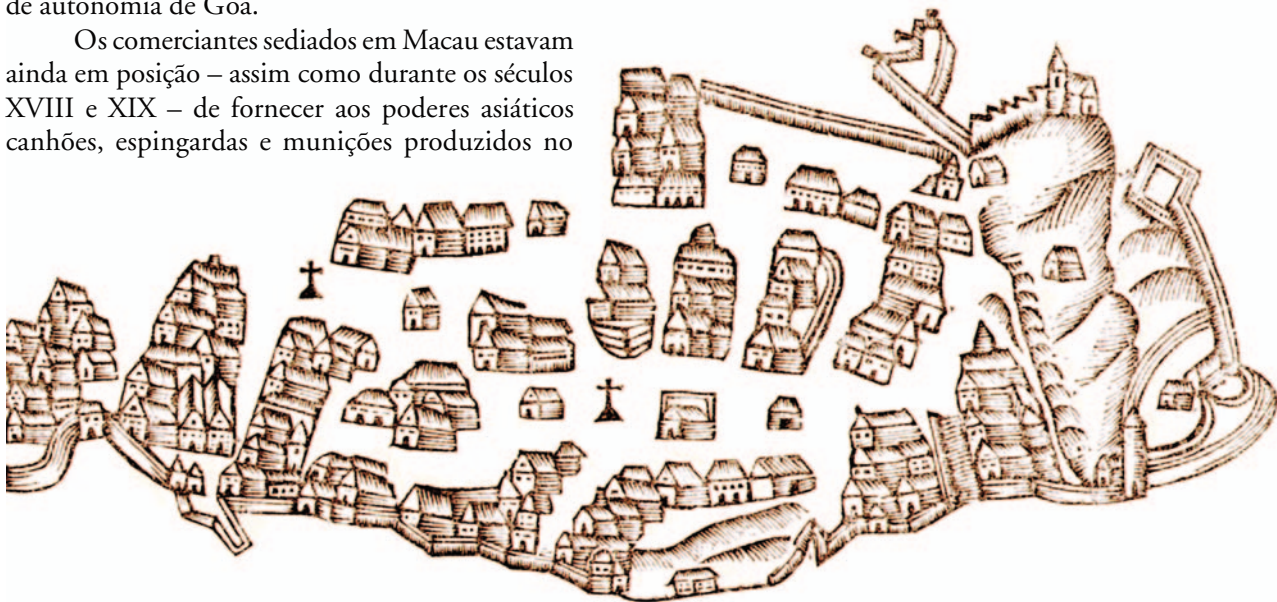 de autonomia de Goa.
Os comerciantes sediados em Macau estavam
ainda em posição – assim como durante os séculos
XVIII e XIX – de fornecer aos poderes asiáticos
canhões, espingardas e munições produzidos no